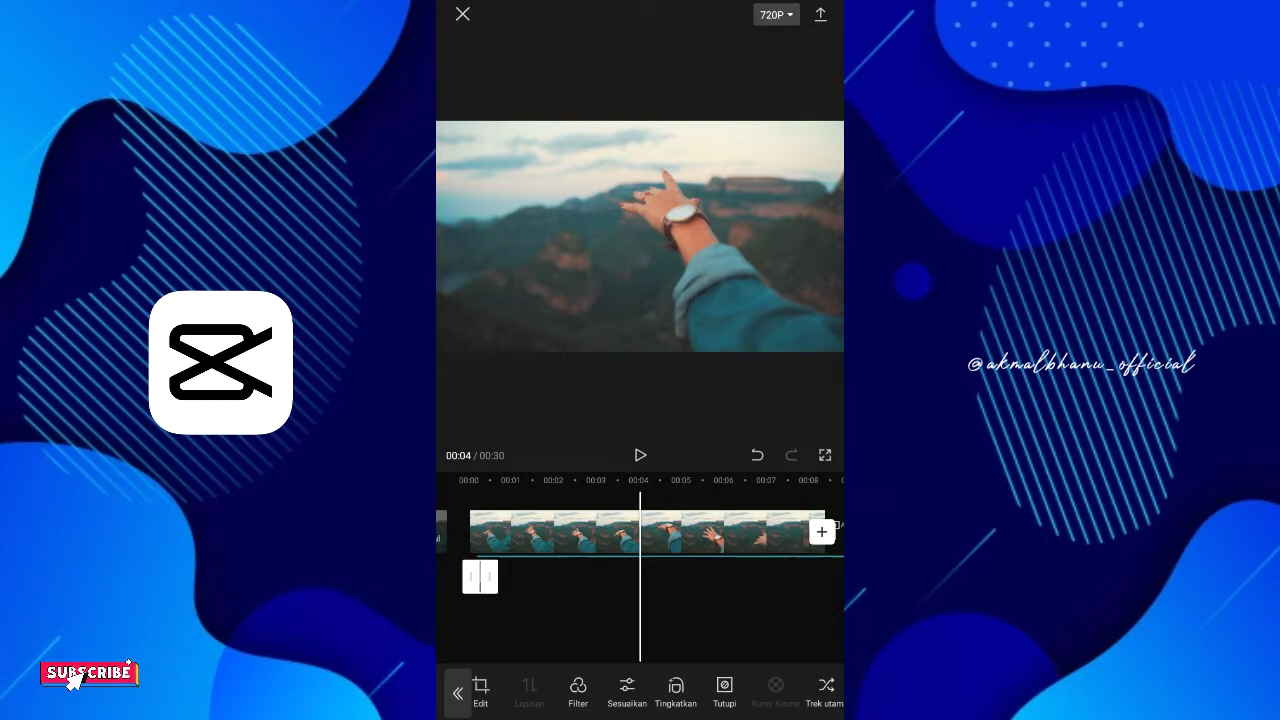 720P
@akmalbhanu_official
00:04 / 00:30
00:00 00:01 00:02 00:03 00:04 00:05 00:06 00:07 00:08
SUBSCRIBE
Edit Lapisan Filter Sesuaikan Tingkatkan Tutupi Kunci Kroma Trek utam